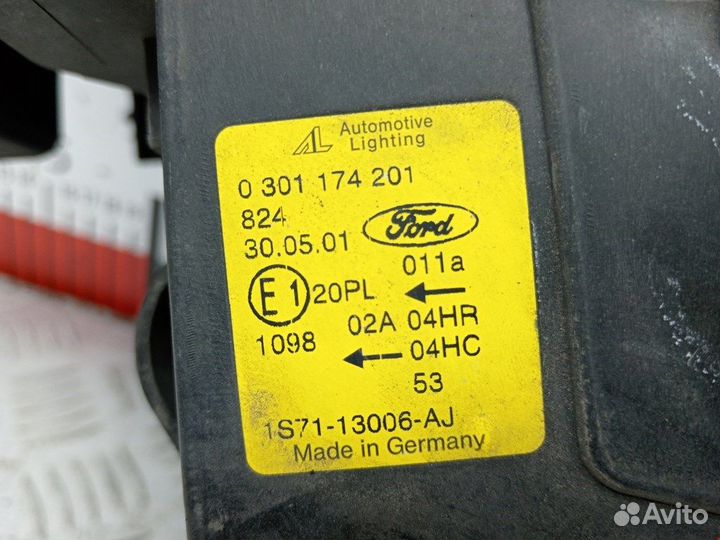 AL Automotive
Lighting
0 301 174 201
824
30.05.01 Ford
011a
E1 20PL ←
02A 04HR
1098 ← 04HC
53
1S71-13006-AJ
Made in Germany
Avito